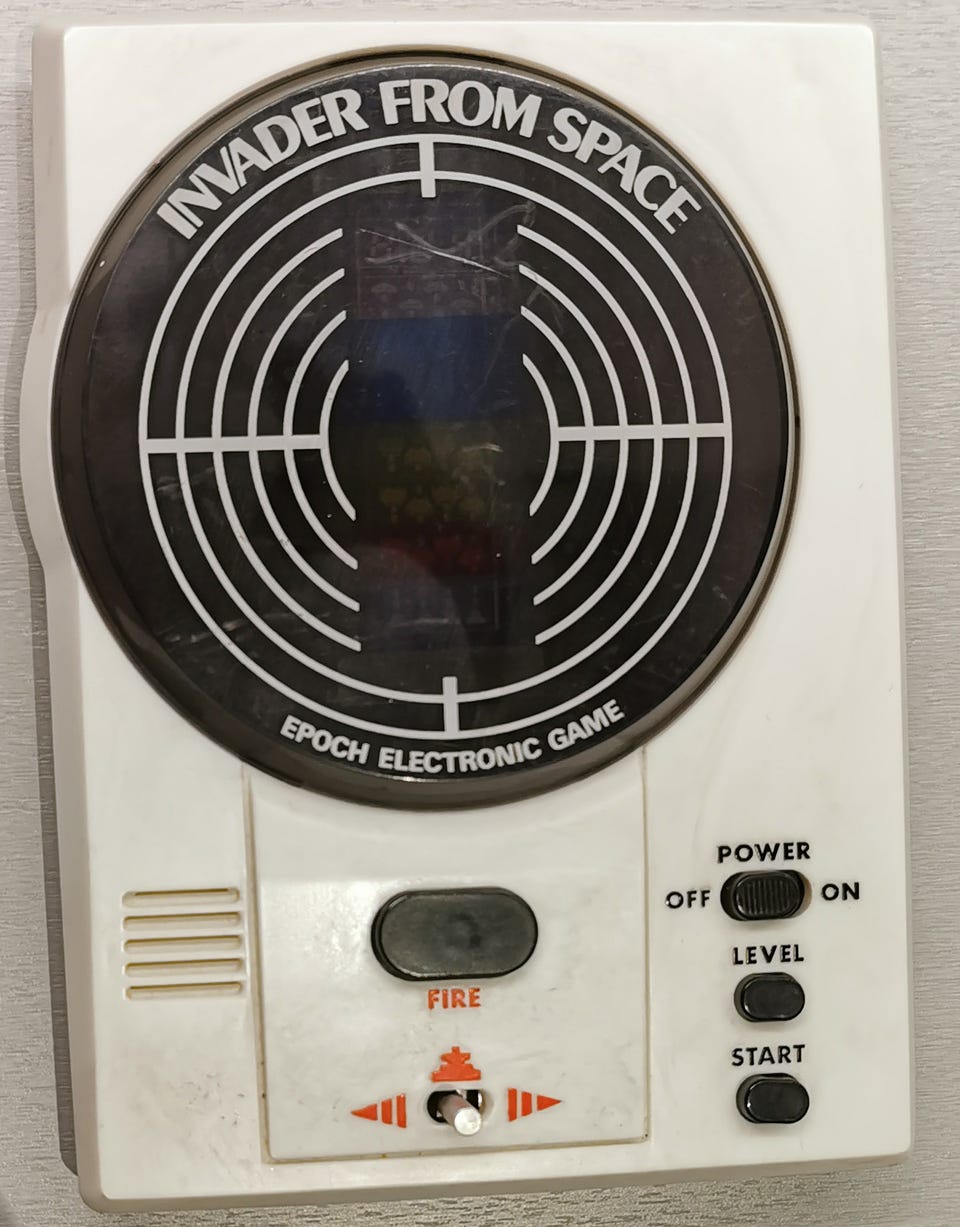 INVADER FROM SPACE
EPOCH ELECTRONIC GAME
POWER
OFF ON
LEVEL
FIRE
START